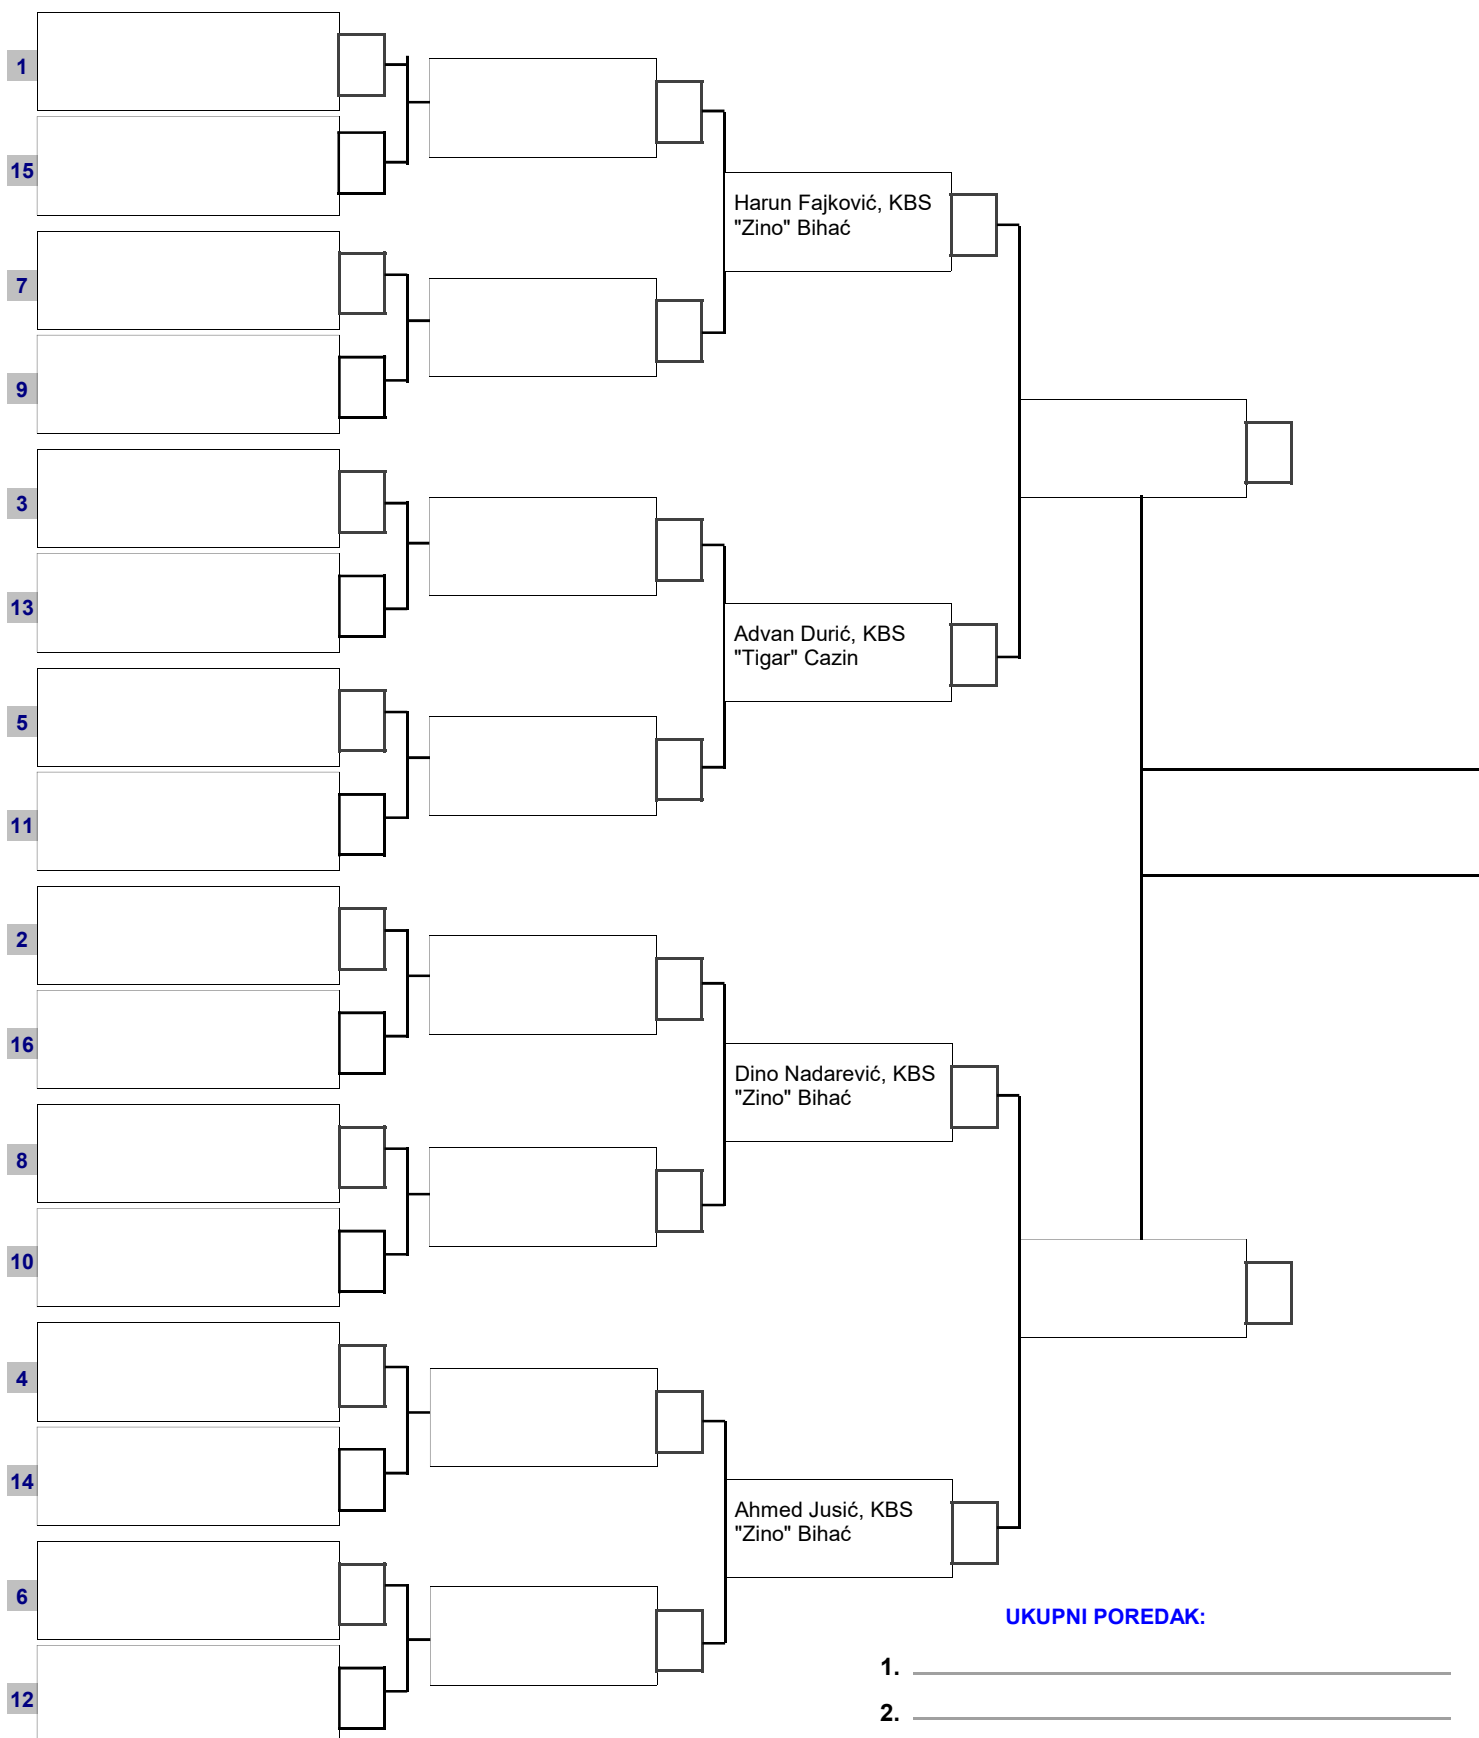 1
15
Harun Fajković, KBS
"Zino" Bihać
7
9
3
13
Advan Durić, KBS
"Tigar" Cazin
5
11
2
16
Dino Nadarević, KBS
"Zino" Bihać
8
10
4
14
Ahmed Jusić, KBS
"Zino" Bihać
6
12
UKUPNI POREDAK:
1.
2.